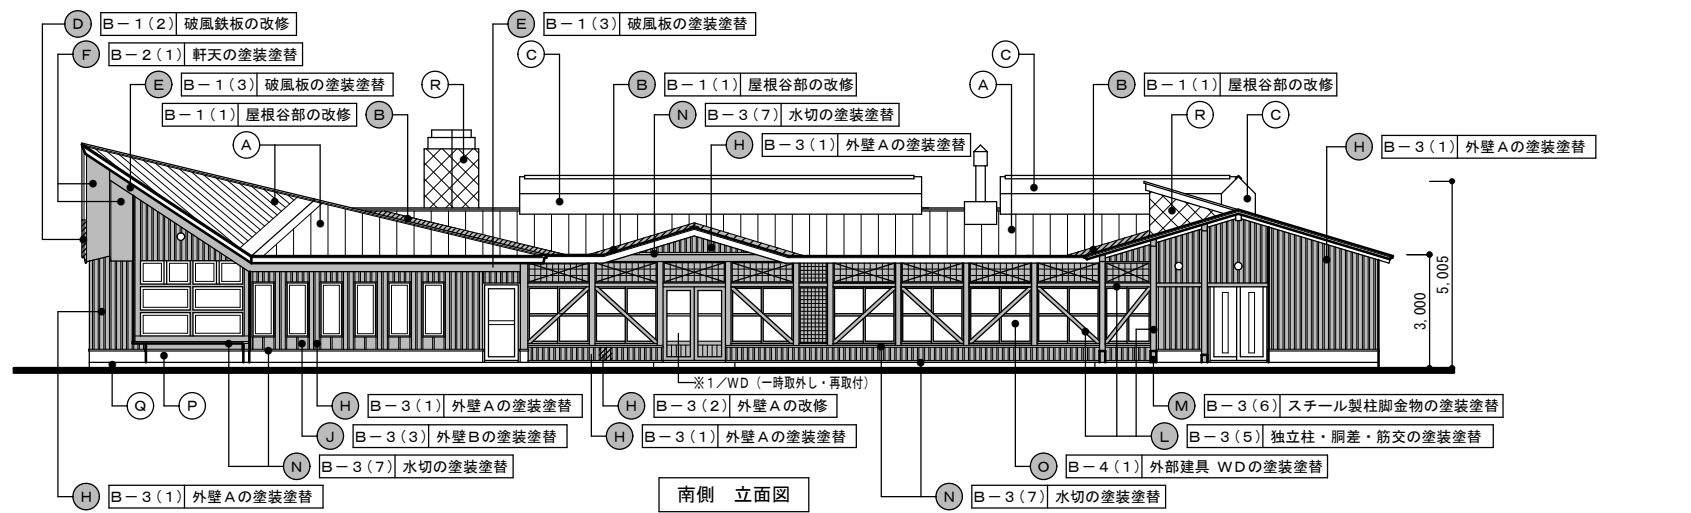 D B－1(2) 破風鉄板の改修
E B－1(3) 破風板の塗装塗替
F B－2(1) 軒天の塗装塗替
C
C
E B－1(3) 破風板の塗装塗替
R
B B－1(1) 屋根谷部の改修
A
B B－1(1) 屋根谷部の改修
B－1(1) 屋根谷部の改修 B
N B－3(7) 水切の塗装塗替
R
C
A
H B－3(1) 外壁Aの塗装塗替
H B－3(1) 外壁Aの塗装塗替
5,005
3,000
※1／WD（一時取外し・再取付）
Q
P
H B－3(1) 外壁Aの塗装塗替
H B－3(2) 外壁Aの改修
M B－3(6) スチール製柱脚金物の塗装塗替
J B－3(3) 外壁Bの塗装塗替
H B－3(1) 外壁Aの塗装塗替
L B－3(5) 独立柱・胴差・筋交の塗装塗替
N B－3(7) 水切の塗装塗替
O B－4(1) 外部建具 WDの塗装塗替
H B－3(1) 外壁Aの塗装塗替
南側　立面図
N B－3(7) 水切の塗装塗替